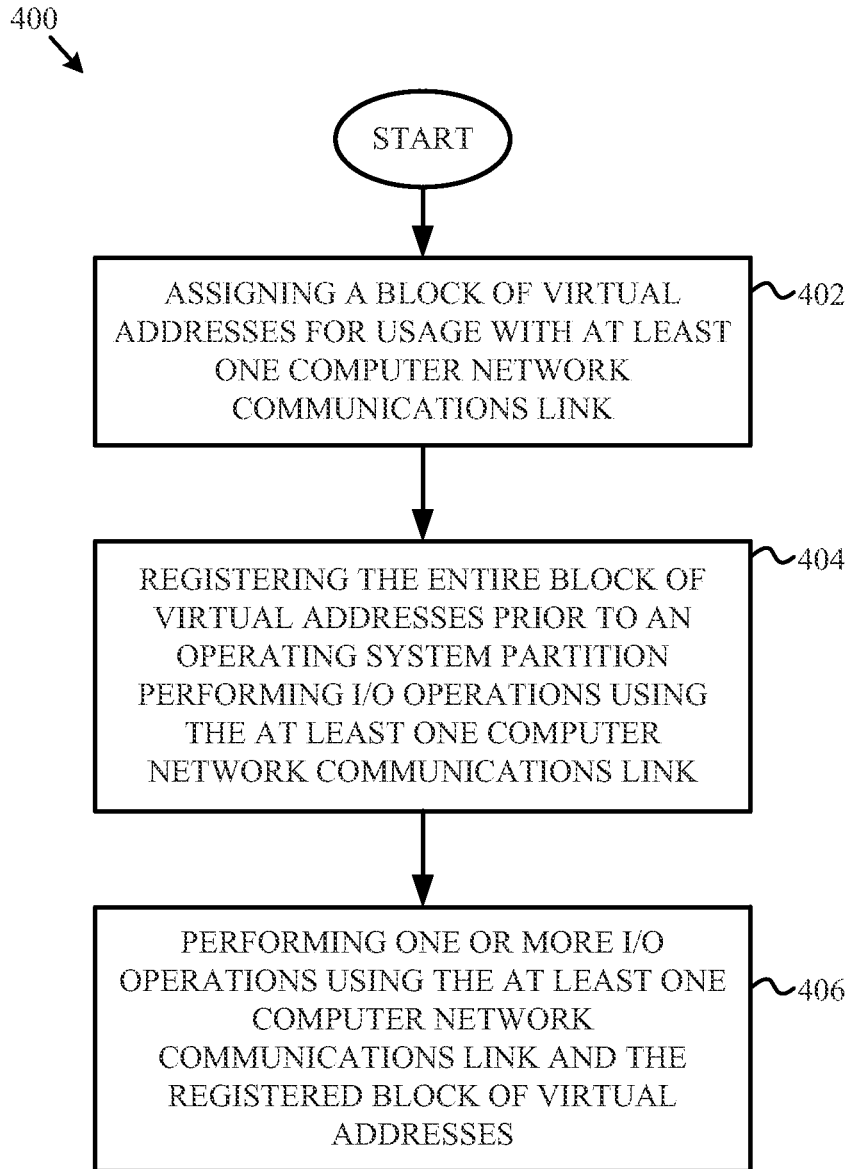 400
START
ASSIGNING A BLOCK OF VIRTUAL
ADDRESSES FOR USAGE WITH AT LEAST
ONE COMPUTER NETWORK
COMMUNICATIONS LINK
402
REGISTERING THE ENTIRE BLOCK OF
VIRTUAL ADDRESSES PRIOR TO AN
OPERATING SYSTEM PARTITION
PERFORMING I/O OPERATIONS USING
THE AT LEAST ONE COMPUTER
NETWORK COMMUNICATIONS LINK
404
PERFORMING ONE OR MORE I/O
OPERATIONS USING THE AT LEAST ONE
COMPUTER NETWORK
COMMUNICATIONS LINK AND THE
REGISTERED BLOCK OF VIRTUAL
ADDRESSES
406